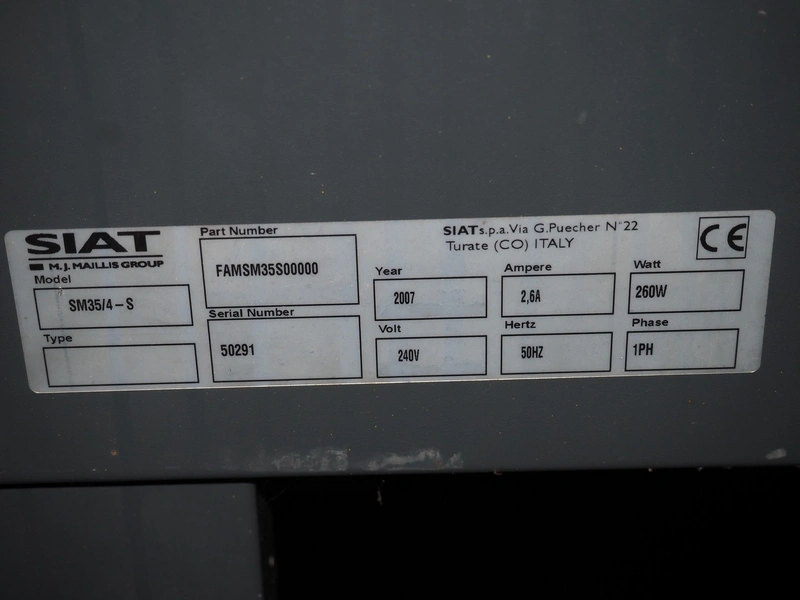 SIAT
M.J. MAILLIS GROUP
Model
SM35/4-S
Type
Part Number
FAMSM35S00000
Serial Number
50291
SIAT s.p.a. Via G.Puecher N°22
Turate (CO) ITALY
CE
Year
2007
Ampere
2,6A
Watt
260W
Volt
240V
Hertz
50HZ
Phase
1PH